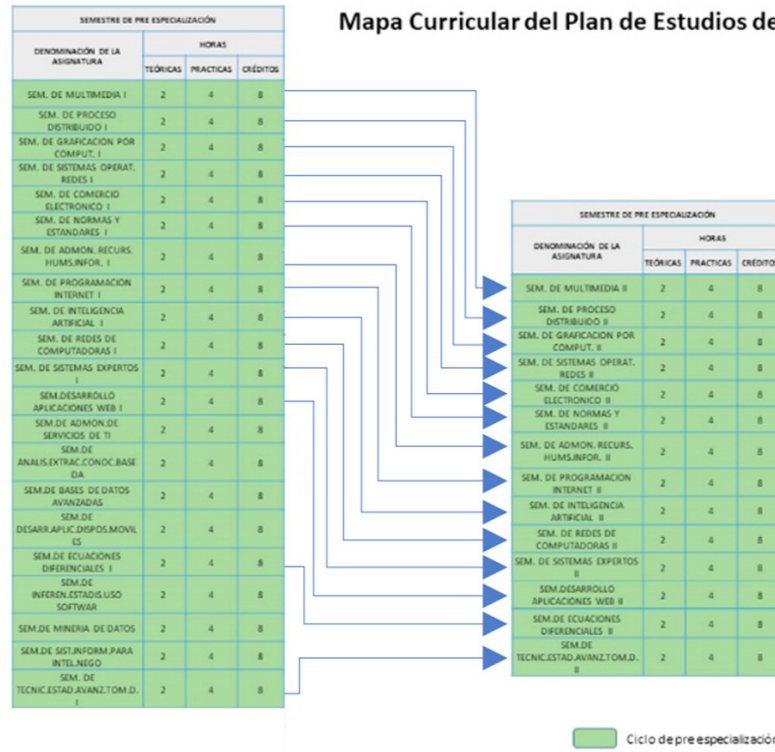 Mapa Curricular del Plan de Estudios de
SEMESTRE DE PRE ESPECIALIZACIÓN
DENOMINACIÓN DE LA
ASIGNATURA
HORAS
TEÓRICAS PRACTICAS CRÉDITOS
SEM. DE MULTIMEDIA I 2 4 8
SEM. DE PROCESO
DISTRIBUIDO I 2 4 8
SEM. DE GRAFICACION POR
COMPUT. I 2 4 8
SEM. DE SISTEMAS OPERAT.
REDES I 2 4 8
SEM. DE COMERCIO
ELECTRONICO I 2 4 8
SEM. DE NORMAS Y
ESTANDARES I 2 4 8
SEM. DE ADMON. RECURS.
HUMS.INFOR. I 2 4 8
SEM. DE PROGRAMACION
INTERNET I 2 4 8
SEM. DE INTELIGENCIA
ARTIFICIAL I 2 4 8
SEM. DE REDES DE
COMPUTADORAS I 2 4 8
SEM. DE SISTEMAS EXPERTOS
I 2 4 8
SEM.DESARROLLO
APLICACIONES WEB I 2 4 8
SEM.DE ADMON.DE
SERVICIOS DE TI 2 4 8
SEM.DE
ANALIS.EXTRAC.CONOC.BASE
DA 2 4 8
SEM.DE BASES DE DATOS
AVANZADAS 2 4 8
SEM.DE
DESARR.APLIC.DISPOS.MOVIL
ES 2 4 8
SEM.DE ECUACIONES
DIFERENCIALES I 2 4 8
SEM.DE
INFEREN.ESTADIS.USO
SOFTWAR 2 4 8
SEM.DE MINERIA DE DATOS 2 4 8
SEM.DE SIST.INFORM.PARA
INTEL.NEGO 2 4 8
SEM. DE
TECNIC.ESTAD.AVANZ.TOM.D.
I 2 4 8
SEMESTRE DE PRE ESPECIALIZACIÓN
DENOMINACIÓN DE LA
ASIGNATURA
HORAS
TEÓRICAS PRACTICAS CRÉDITOS
SEM. DE MULTIMEDIA II 2 4 8
SEM. DE PROCESO
DISTRIBUIDO II 2 4 8
SEM. DE GRAFICACION POR
COMPUT. II 2 4 8
SEM. DE SISTEMAS OPERAT.
REDES II 2 4 8
SEM. DE COMERCIO
ELECTRONICO II 2 4 8
SEM. DE NORMAS Y
ESTANDARES II 2 4 8
SEM. DE ADMON. RECURS.
HUMS.INFOR. II 2 4 8
SEM. DE PROGRAMACION
INTERNET II 2 4 8
SEM. DE INTELIGENCIA
ARTIFICIAL II 2 4 8
SEM. DE REDES DE
COMPUTADORAS II 2 4 8
SEM. DE SISTEMAS EXPERTOS
II 2 4 8
SEM.DESARROLLO
APLICACIONES WEB II 2 4 8
SEM.DE ECUACIONES
DIFERENCIALES II 2 4 8
SEM.DE
TECNIC.ESTAD.AVANZ.TOM.D.
II 2 4 8
Ciclo de pre especialización